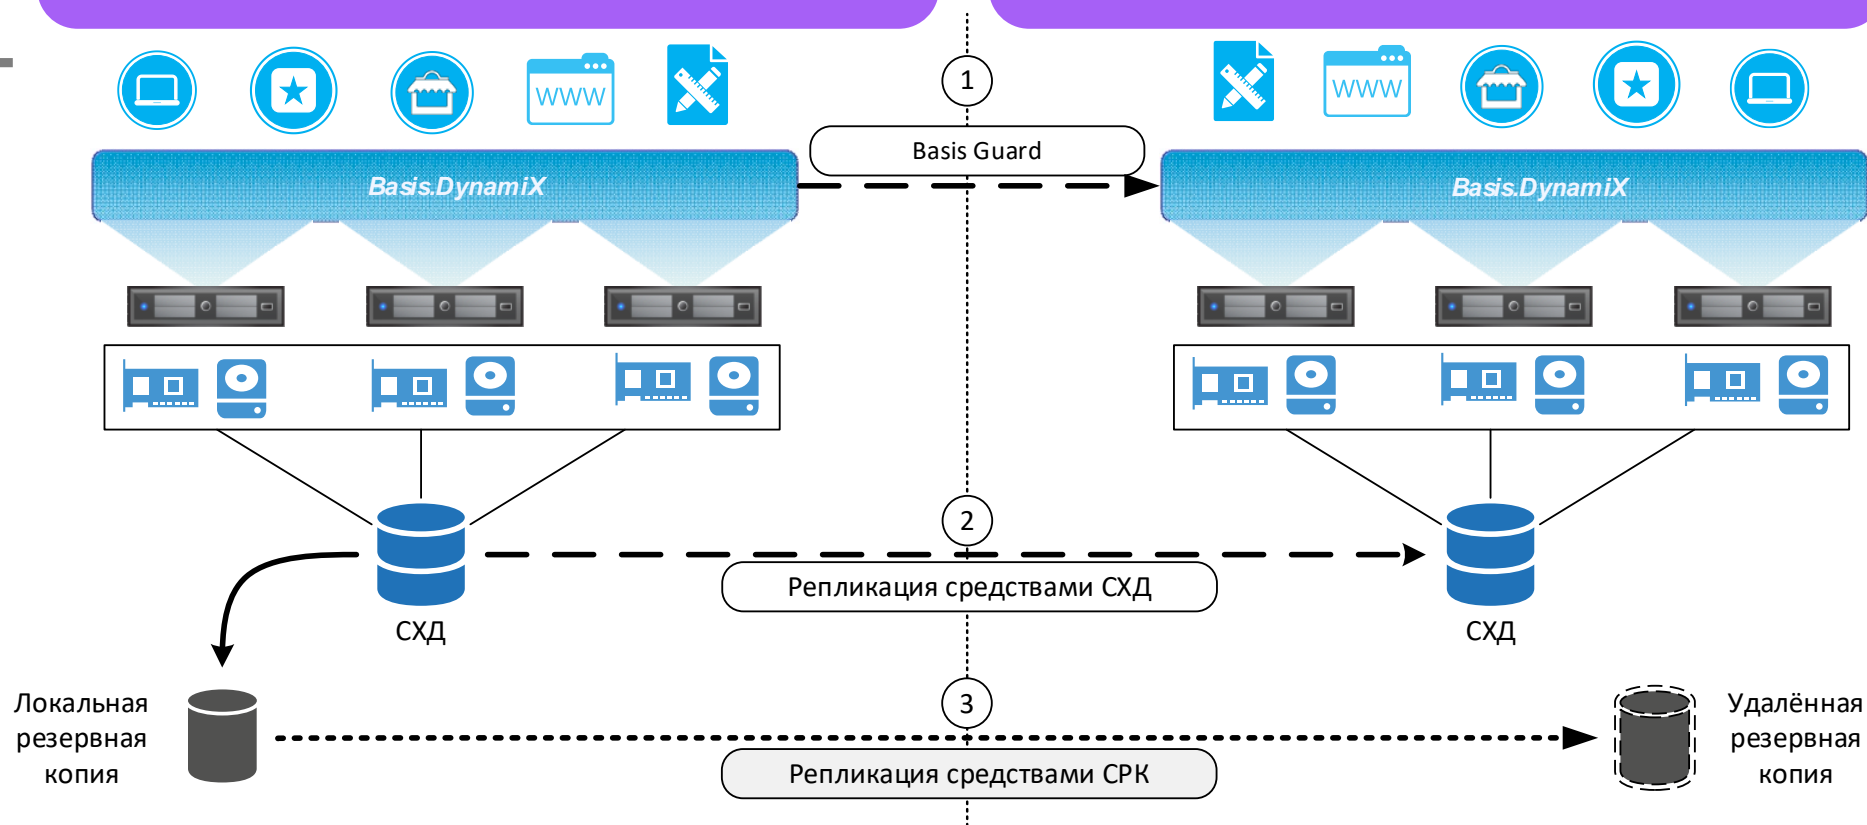 WWW
1
WWW
Basis Guard
Basis.DynamiX
Basis.DynamiX
2
Репликация средствами СХД
СХД
СХД
3
Локальная
резервная
копия
Удалённая
резервная
копия
Репликация средствами СРК